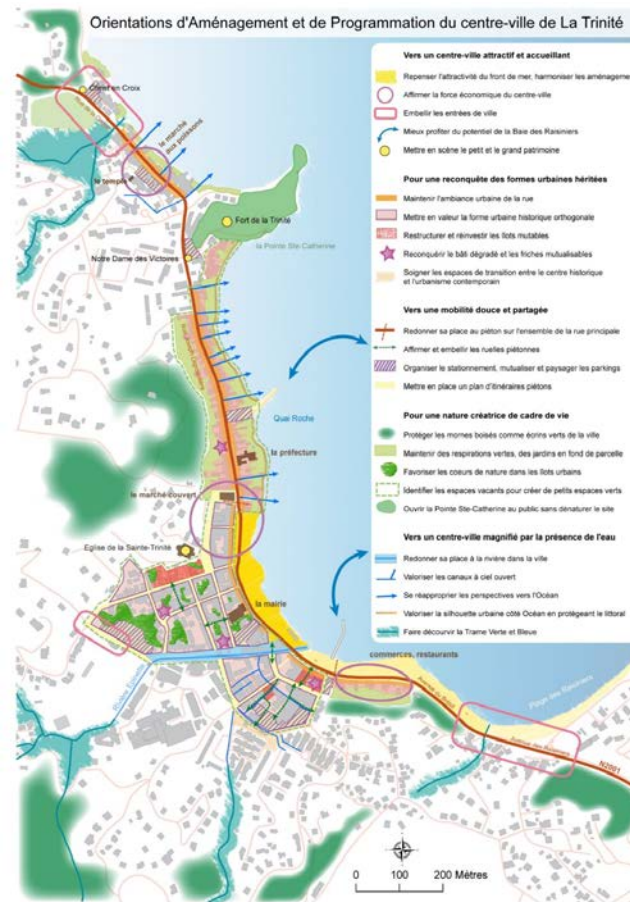 Orientations d'Aménagement et de Programmation du centre-ville de La Trinité
Vers un centre-ville attractif et accueillant
Repenser l'attractivité du front de mer, harmoniser les aménageme
Affirmer la force économique du centre-ville
Embellir les entrées de ville
Mieux profiter du potentiel de la Baie des Raisiniers
Mettre en scène le petit et le grand patrimoine
Pour une reconquête des formes urbaines héritées
Maintenir l'ambiance urbaine de la rue
Mettre en valeur la forme urbaine historique orthogonale
Restructurer et réinvestir les îlots mutables
Reconquérir le bâti dégradé et les friches mutualisables
Soigner les espaces de transition entre le centre historique
et l'urbanisme contemporain
Vers une mobilité douce et partagée
Redonner sa place au piéton sur l'ensemble de la rue principale
Affirmer et embellir les ruelles piétonnes
Organiser le stationnement, mutualiser et paysager les parkings
Mettre en place un plan d'itinéraires piétons
Pour une nature créatrice de cadre de vie
Protéger les mornes boisés comme écrins verts de la ville
Maintenir des respirations vertes, des jardins en fond de parcelle
Favoriser les coeurs de nature dans les îlots urbains
Identifier les espaces vacants pour créer de petits espaces verts
Ouvrir la Pointe Ste-Catherine au public sans dénaturer le site
Vers un centre-ville magnifié par la présence de l'eau
Redonner sa place à la rivière dans la ville
Valoriser les canaux à ciel ouvert
Se réapproprier les perspectives vers l'Océan
Valoriser la silhouette urbaine côté Océan en protégeant le littoral
Faire découvrir la Trame Verte et Bleue
Christ en Croix
le marché
aux poissons
le temple
Fort de la Trinité
la Pointe Ste-Catherine
Notre Dame des Victoires
Quai Roche
la préfecture
le marché couvert
Eglise de la Sainte-Trinité
la mairie
commerces, restaurants
Plage des Raisiniers
Avenue des Raisiniers
N2001
0 100 200 Mètres